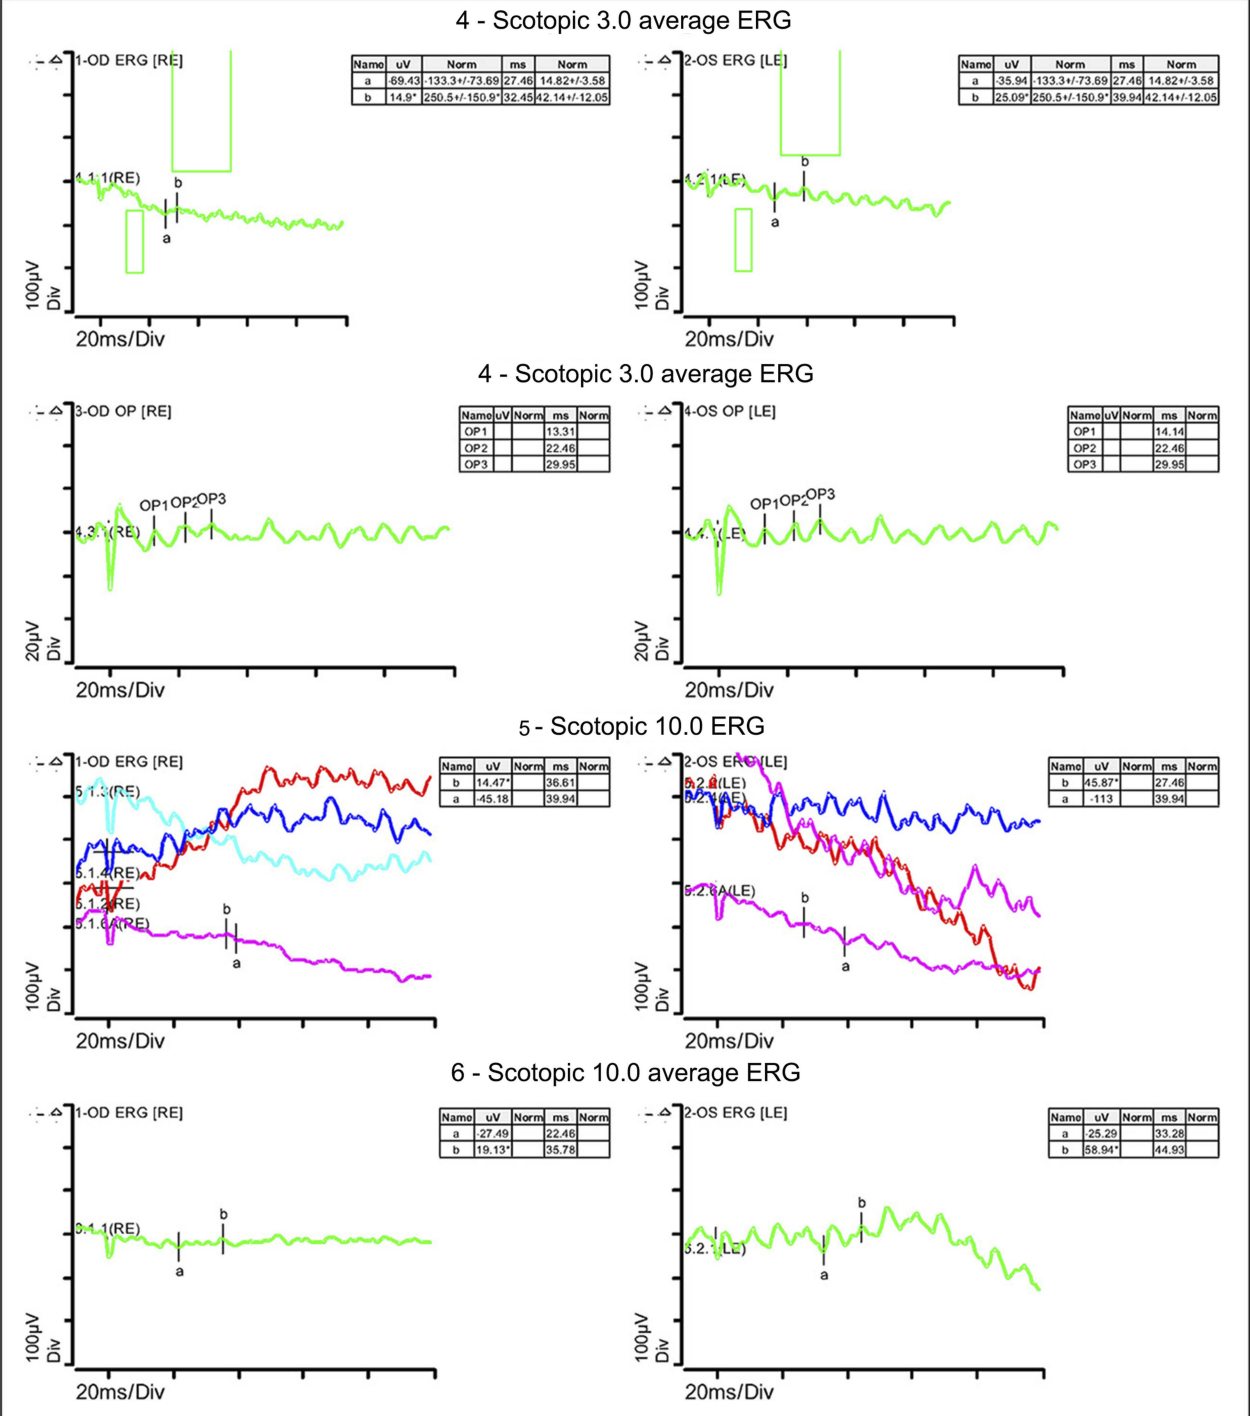 4 - Scotopic 3.0 average ERG
1-OD ERG [RE]
Name uV Norm ms Norm
a -69.43 -133.3+/-73.69 27.46 14.82+/-3.58
b 14.9* 250.5+/-150.9* 32.45 42.14+/-12.05
4.1.1(RE)
b
a
100µV
Div
20ms/Div
2-OS ERG [LE]
Name uV Norm ms Norm
a -35.94 -133.3+/-73.69 27.46 14.82+/-3.58
b 25.09* 250.5+/-150.9* 39.94 42.14+/-12.05
4.2.1(LE)
b
a
100µV
Div
20ms/Div
4 - Scotopic 3.0 average ERG
3-OD OP [RE]
Name uV Norm ms Norm
OP1 13.31
OP2 22.46
OP3 29.95
4.3.1(RE)
OP1 OP2 OP3
20µV
Div
20ms/Div
4-OS OP [LE]
Name uV Norm ms Norm
OP1 14.14
OP2 22.46
OP3 29.95
4.4.1(LE)
OP1 OP2 OP3
20µV
Div
20ms/Div
5 - Scotopic 10.0 ERG
1-OD ERG [RE]
Name uV Norm ms Norm
b 14.47* 36.61
a -45.18 39.94
5.1.3(RE)
5.1.4(RE)
5.1.2(RE)
5.1.6A(RE)
b
a
100µV
Div
20ms/Div
2-OS ERG [LE]
Name uV Norm ms Norm
b 45.87* 27.46
a -113 39.94
b
a
100µV
Div
20ms/Div
6 - Scotopic 10.0 average ERG
1-OD ERG [RE]
Name uV Norm ms Norm
a -27.49 22.46
b 19.13* 35.78
b
a
100µV
Div
20ms/Div
2-OS ERG [LE]
Name uV Norm ms Norm
a -25.29 33.28
b 58.94* 44.93
b
a
100µV
Div
20ms/Div